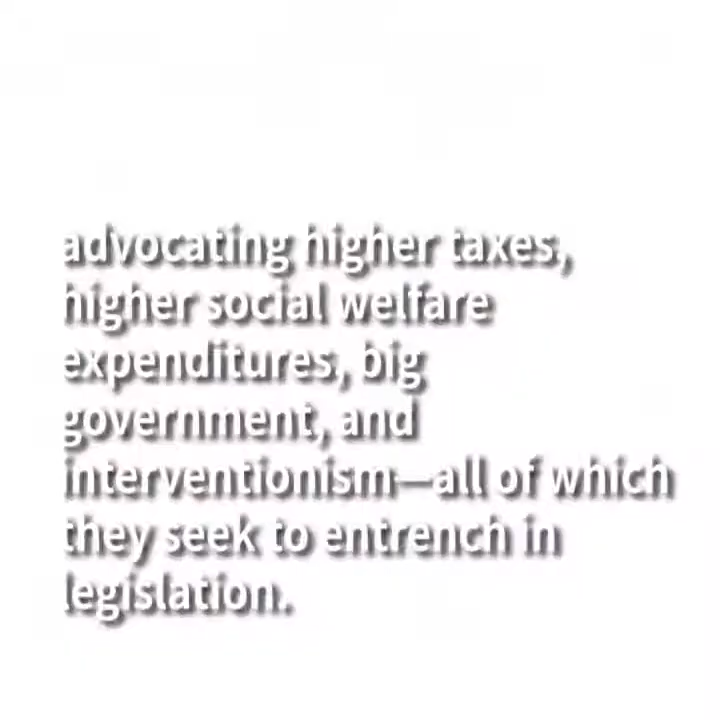 advocating higher taxes,
higher social welfare
expenditures, big
government, and
interventionism—all of which
they seek to entrench in
legislation.